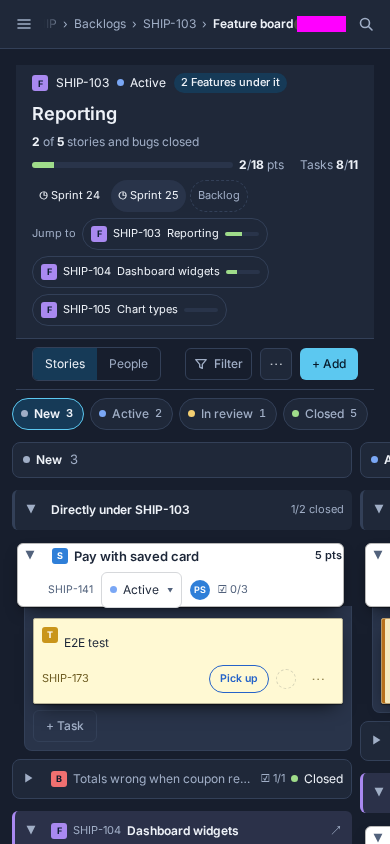 IP › Backlogs › SHIP-103 › Feature board
F SHIP-103 Active 2 Features under it
Reporting
2 of 5 stories and bugs closed
2/18 pts Tasks 8/11
Sprint 24 Sprint 25 Backlog
Jump to F SHIP-103 Reporting
F SHIP-104 Dashboard widgets
F SHIP-105 Chart types
Stories People Filter ··· + Add
New 3 Active 2 In review 1 Closed 5
New 3 A
Directly under SHIP-103 1/2 closed
S Pay with saved card 5 pts
SHIP-141 Active PS 0/3
T E2E test
SHIP-173 Pick up ···
+ Task
B Totals wrong when coupon re... 1/1 Closed
F SHIP-104 Dashboard widgets ↗